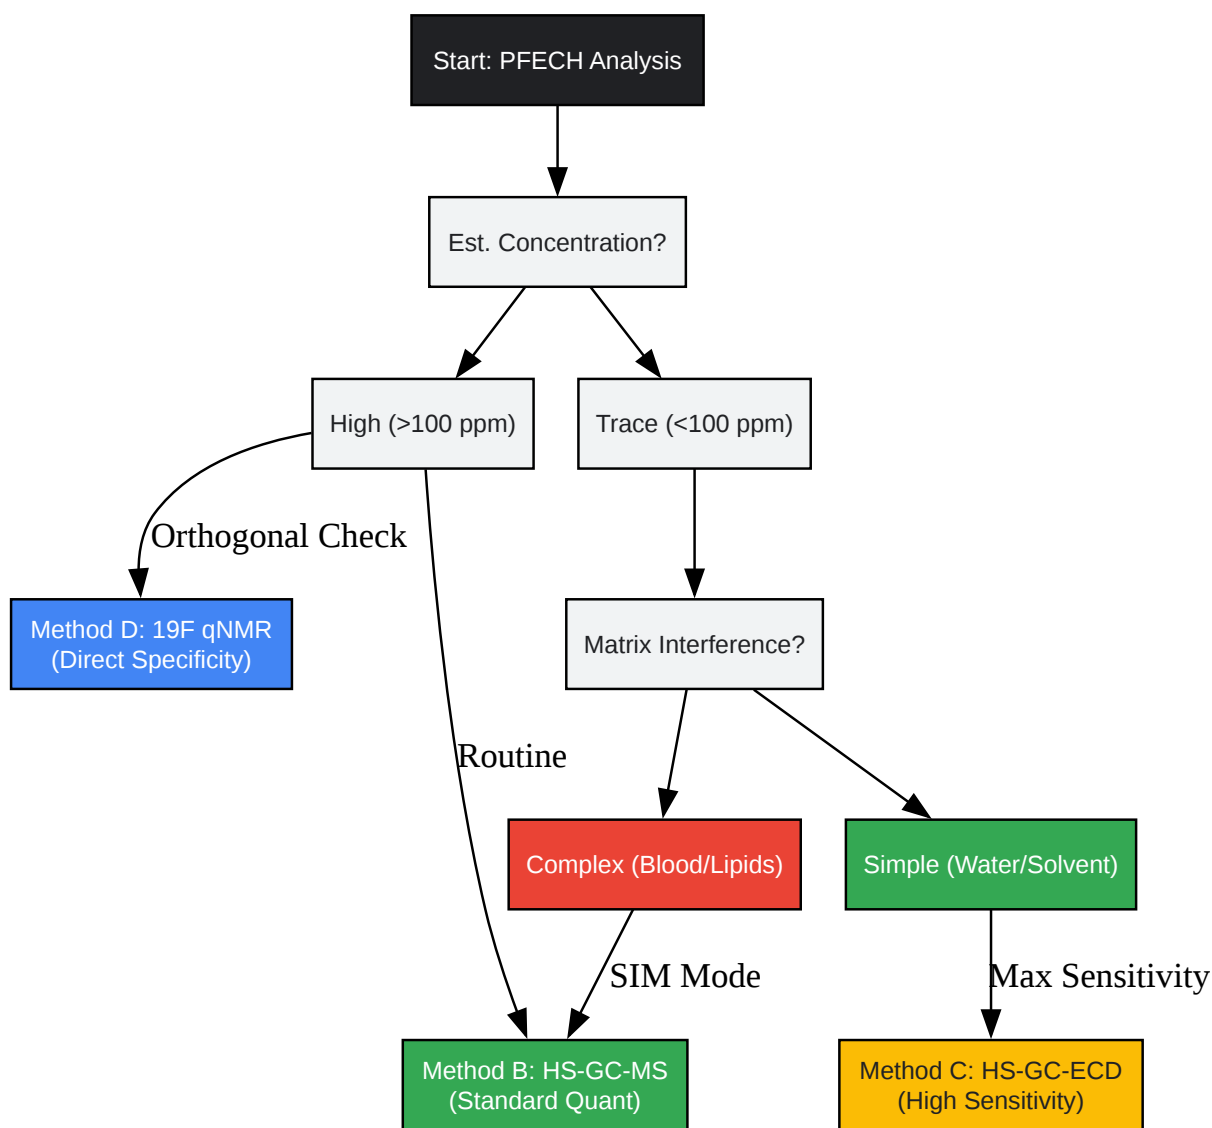 Start: PFECH Analysis
Est. Concentration?
High (>100 ppm)
Trace (<100 ppm)
Orthogonal Check
Method D: 19F qNMR
(Direct Specificity)
Matrix Interference?
Routine
Complex (Blood/Lipids)
Simple (Water/Solvent)
SIM Mode
Max Sensitivity
Method B: HS-GC-MS
(Standard Quant)
Method C: HS-GC-ECD
(High Sensitivity)